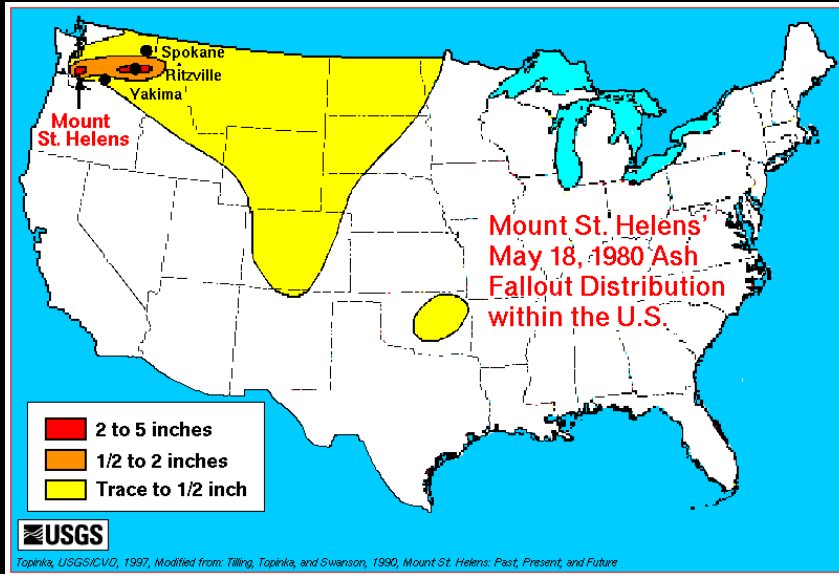 Spokane
Ritzville
Yakima
Mount
St. Helens
Mount St. Helens'
May 18, 1980 Ash
Fallout Distribution
within the U.S.
2 to 5 inches
1/2 to 2 inches
Trace to 1/2 inch
USGS
Topinka, USGS/CVO, 1997, Modified from: Tilling, Topinka, and Swanson, 1990, Mount St. Helens: Past, Present, and Future